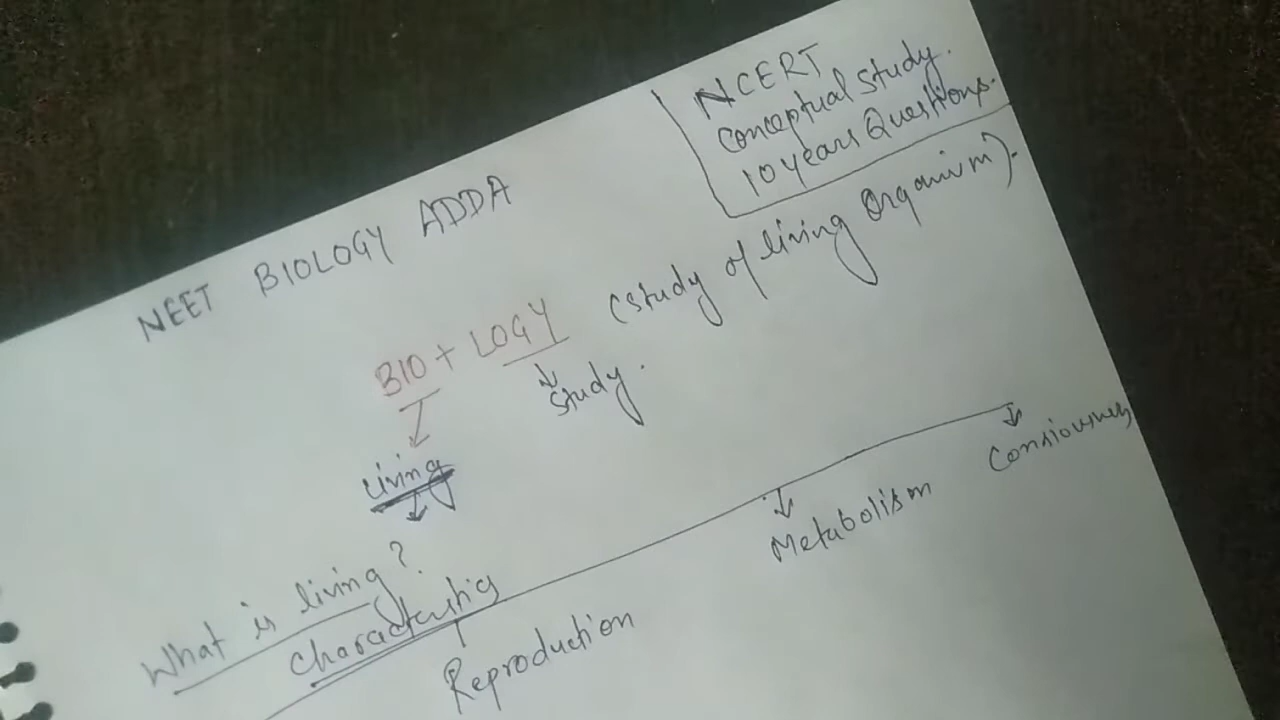 NCERT
Conceptual Study.
10 years Questions.
NEET BIOLOGY ADDA
BIO + LOGY (study of living Organism).
Study.
Living
What is living?
Characterstics
Consiousness
Metabolism
Reproduction